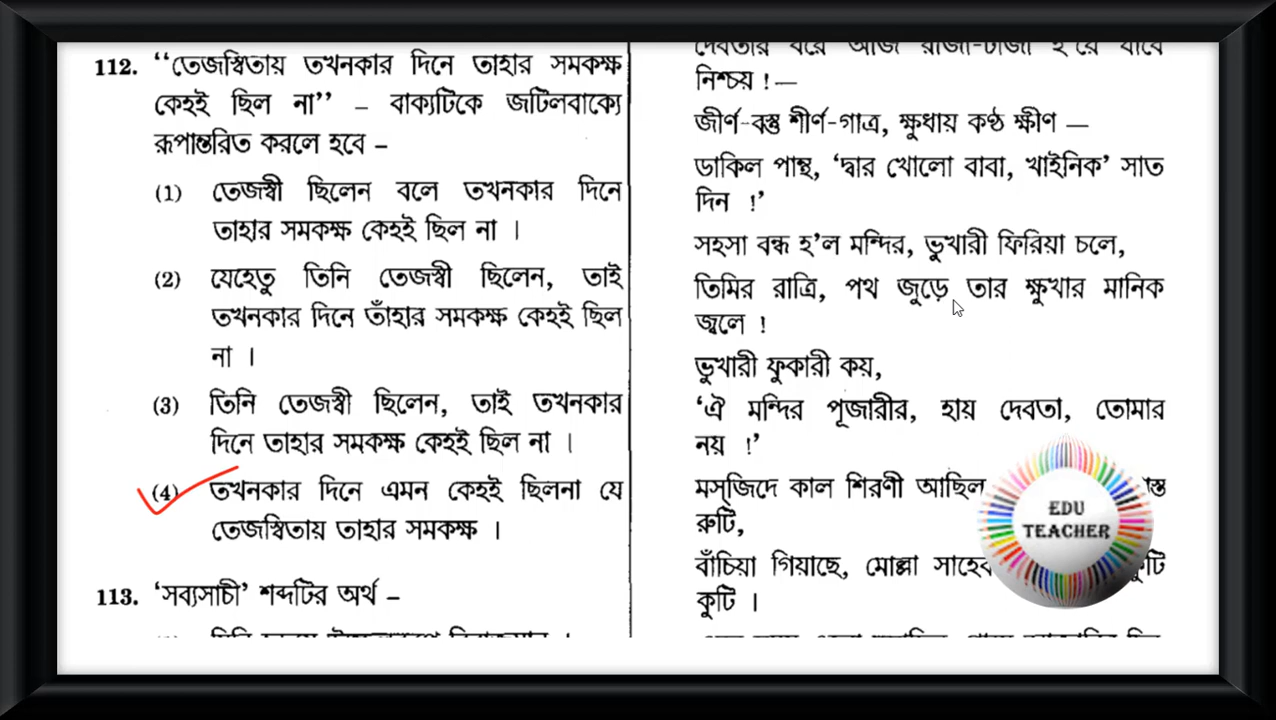 112. “তেজস্বিতায় তখনকার দিনে তাহার সমকক্ষ
কেহই ছিল না” – বাক্যটিকে জটিলবাক্যে
রূপান্তরিত করলে হবে –
(1) তেজস্বী ছিলেন বলে তখনকার দিনে
তাহার সমকক্ষ কেহই ছিল না ।
(2) যেহেতু তিনি তেজস্বী ছিলেন, তাই
তখনকার দিনে তাঁহার সমকক্ষ কেহই ছিল
না ।
(3) তিনি তেজস্বী ছিলেন, তাই তখনকার
দিনে তাহার সমকক্ষ কেহই ছিল না ।
(4) তখনকার দিনে এমন কেহই ছিলনা যে
তেজস্বিতায় তাহার সমকক্ষ ।
113. ‘সব্যসাচী’ শব্দটির অর্থ –
নিশ্চয় !—
জীর্ণ-বস্ত্র শীর্ণ-গাত্র, ক্ষুধায় কণ্ঠ ক্ষীণ —
ডাকিল পান্থ, ‘দ্বার খোলো বাবা, খাইনিক’ সাত
দিন !’
সহসা বন্ধ হ’ল মন্দির, ভুখারী ফিরিয়া চলে,
তিমির রাত্রি, পথ জুড়ে তার ক্ষুখার মানিক
জ্বলে !
ভুখারী ফুকারী কয়,
‘ঐ মন্দির পূজারীর, হায় দেবতা, তোমার
নয় !’
মস্‌জিদে কাল শিরণী আছিল
রুটি,
বাঁচিয়া গিয়াছে, মোল্লা সাহেব
কুটি ।
EDU
TEACHER